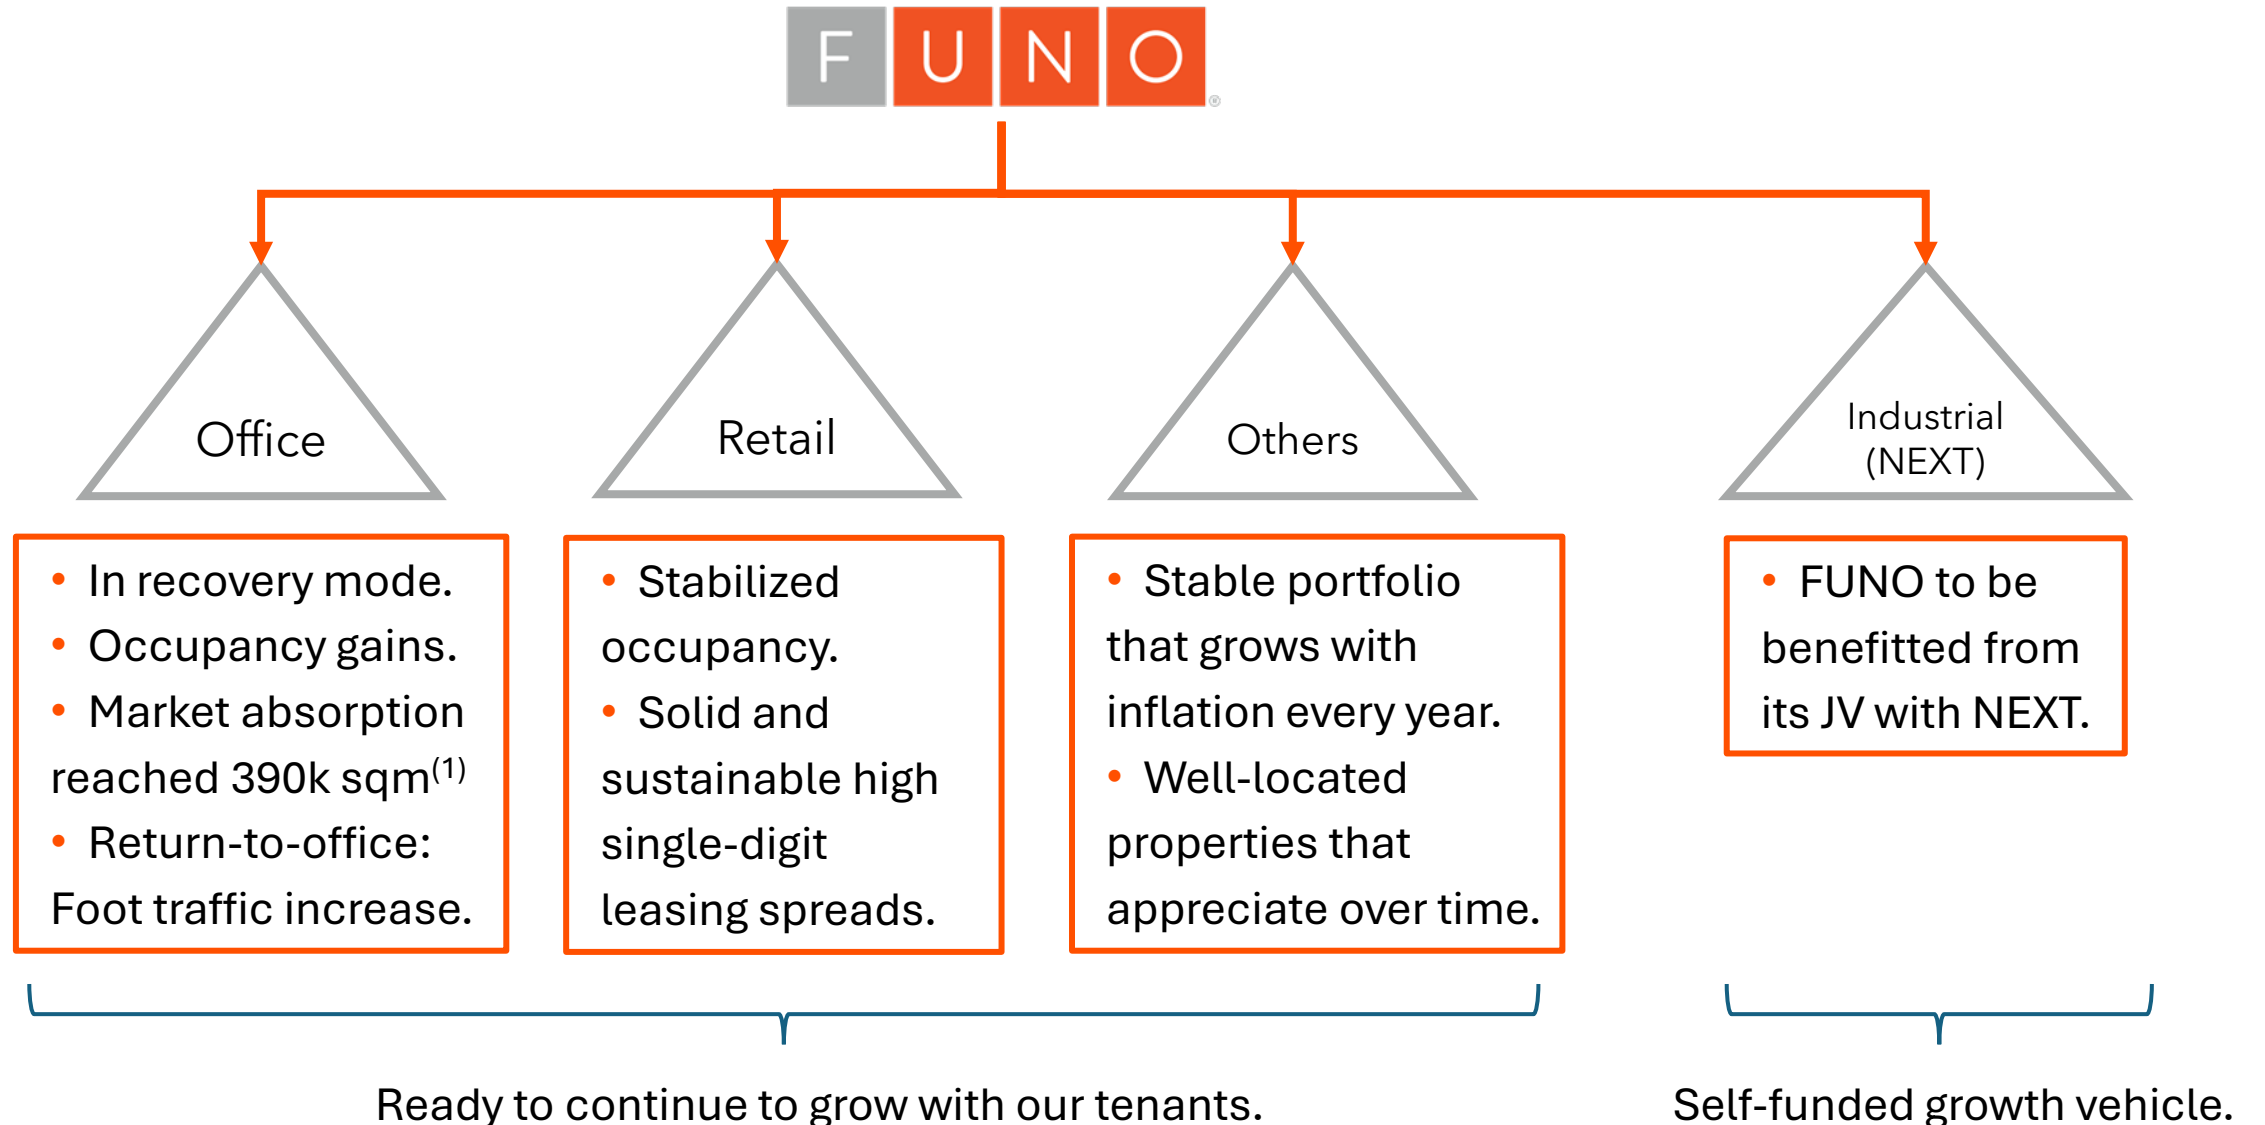 FUNO®
Office
Retail
Others
Industrial
(NEXT)
• In recovery mode.
• Occupancy gains.
• Market absorption
reached 390k sqm(1)
• Return-to-office:
Foot traffic increase.
• Stabilized
occupancy.
• Solid and
sustainable high
single-digit
leasing spreads.
• Stable portfolio
that grows with
inflation every year.
• Well-located
properties that
appreciate over time.
• FUNO to be
benefitted from
its JV with NEXT.
Ready to continue to grow with our tenants.
Self-funded growth vehicle.